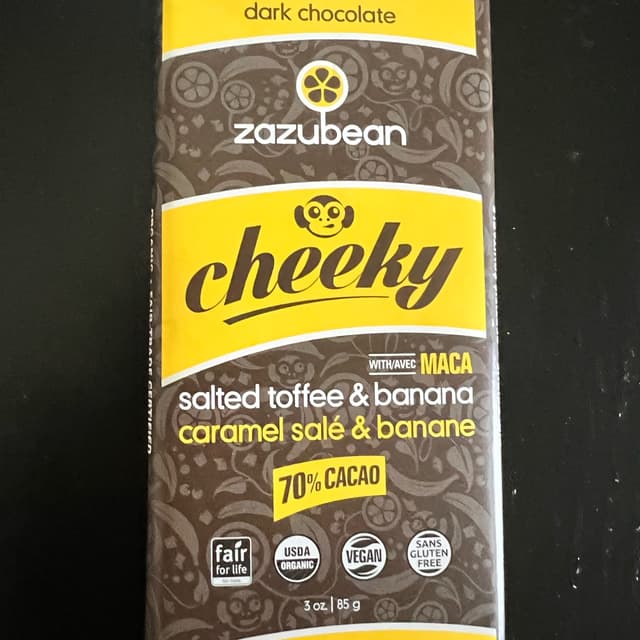 dark chocolate
zazubean
cheeky
WITH/AVEC MACA
salted toffee & banana
caramel salé & banane
70% CACAO
fair
for life
USDA
ORGANIC
VEGAN
SANS
GLUTEN
FREE
3 oz. | 85 g